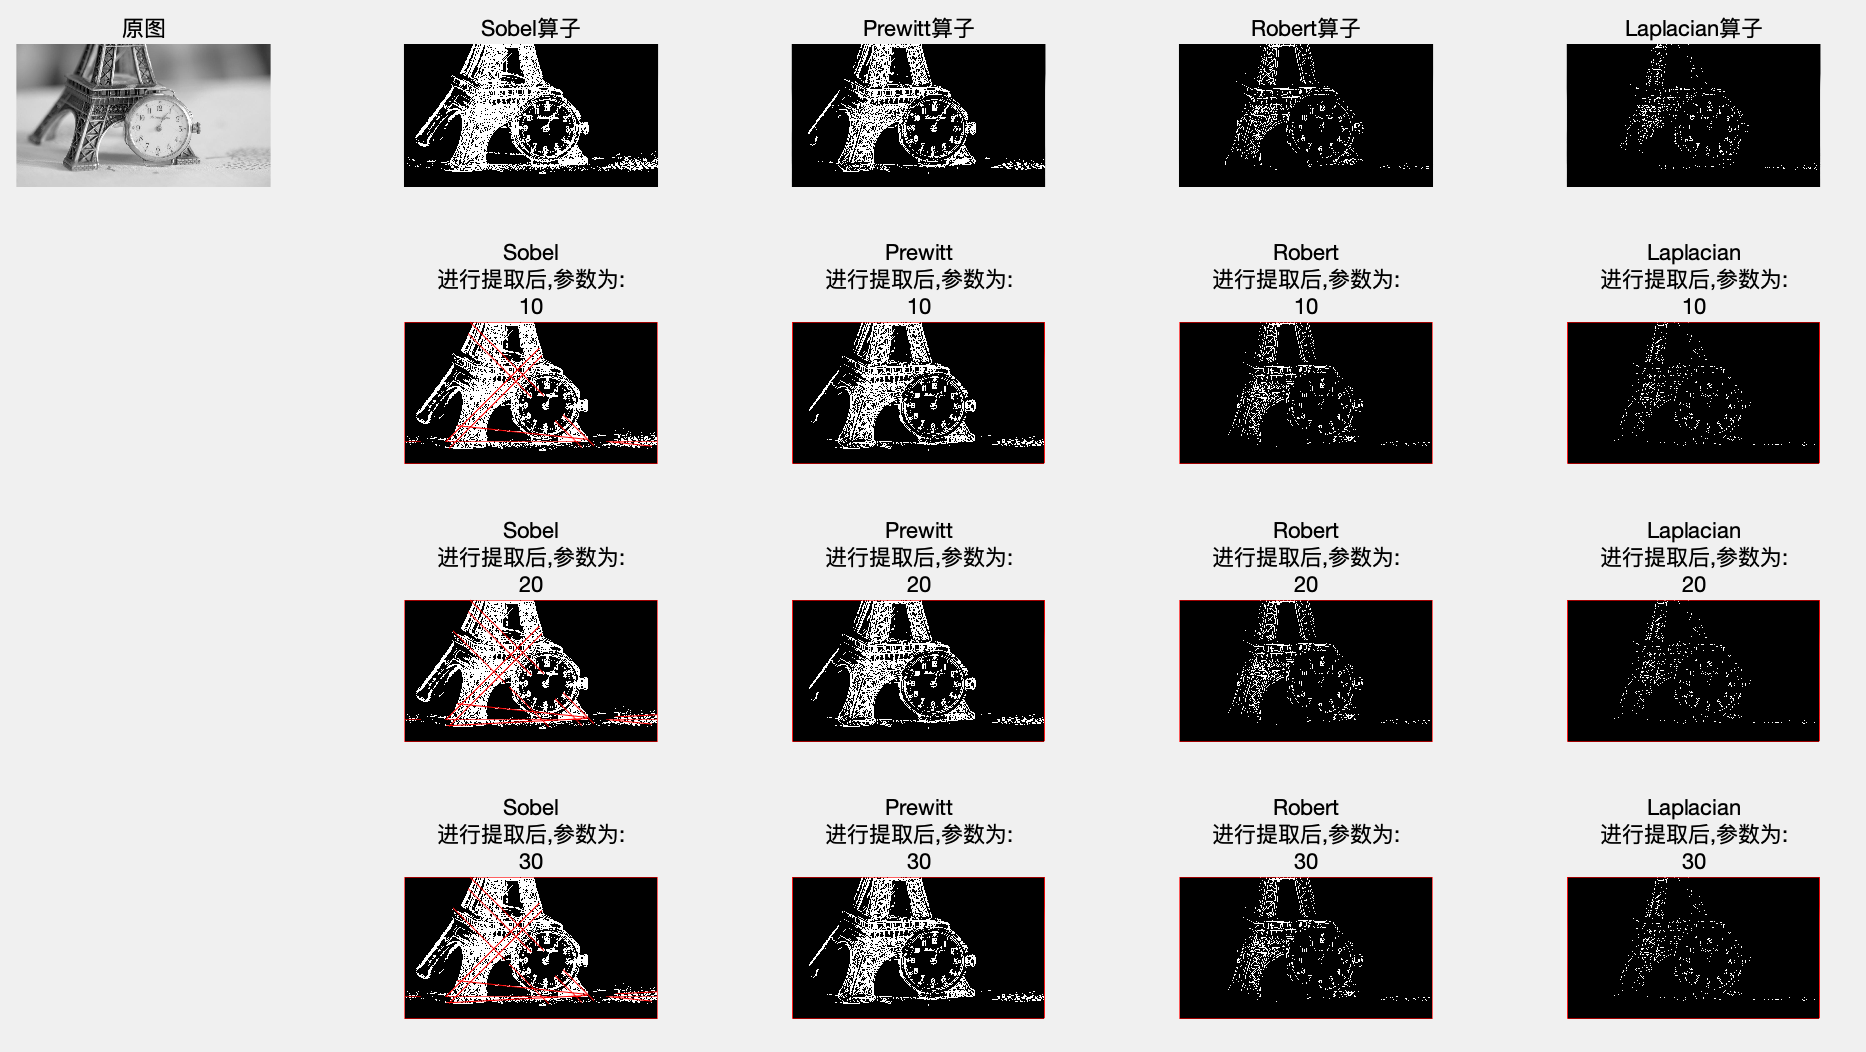 原图
Sobel算子
Prewitt算子
Robert算子
Laplacian算子
Sobel
进行提取后,参数为:
10
Prewitt
进行提取后,参数为:
10
Robert
进行提取后,参数为:
10
Laplacian
进行提取后,参数为:
10
Sobel
进行提取后,参数为:
20
Prewitt
进行提取后,参数为:
20
Robert
进行提取后,参数为:
20
Laplacian
进行提取后,参数为:
20
Sobel
进行提取后,参数为:
30
Prewitt
进行提取后,参数为:
30
Robert
进行提取后,参数为:
30
Laplacian
进行提取后,参数为:
30